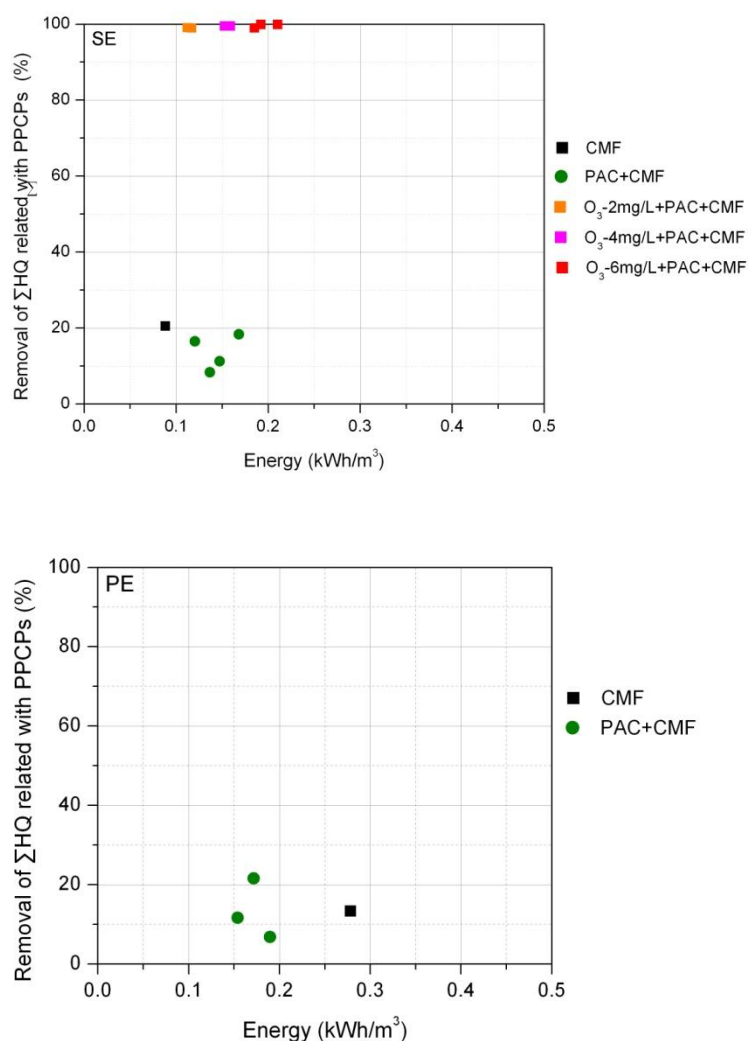 SE
Removal of ∑HQ related with PPCPs (%)
100
80
60
40
20
0
0.0 0.1 0.2 0.3 0.4 0.5
Energy (kWh/m³)
CMF
PAC+CMF
O₃-2mg/L+PAC+CMF
O₃-4mg/L+PAC+CMF
O₃-6mg/L+PAC+CMF
PE
Removal of ∑HQ related with PPCPs (%)
100
80
60
40
20
0
0.0 0.1 0.2 0.3 0.4 0.5
Energy (kWh/m³)
CMF
PAC+CMF